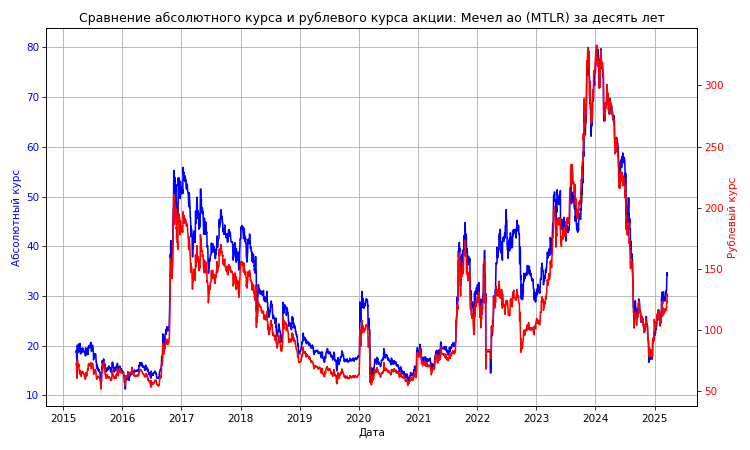 Сравнение абсолютного курса и рублевого курса акции: Мечел ао (MTLR) за десять лет
Абсолютный курс
80
70
60
50
40
30
20
10
300
250
200
150
100
50
Рублевый курс
2015 2016 2017 2018 2019 2020 2021 2022 2023 2024 2025
Дата